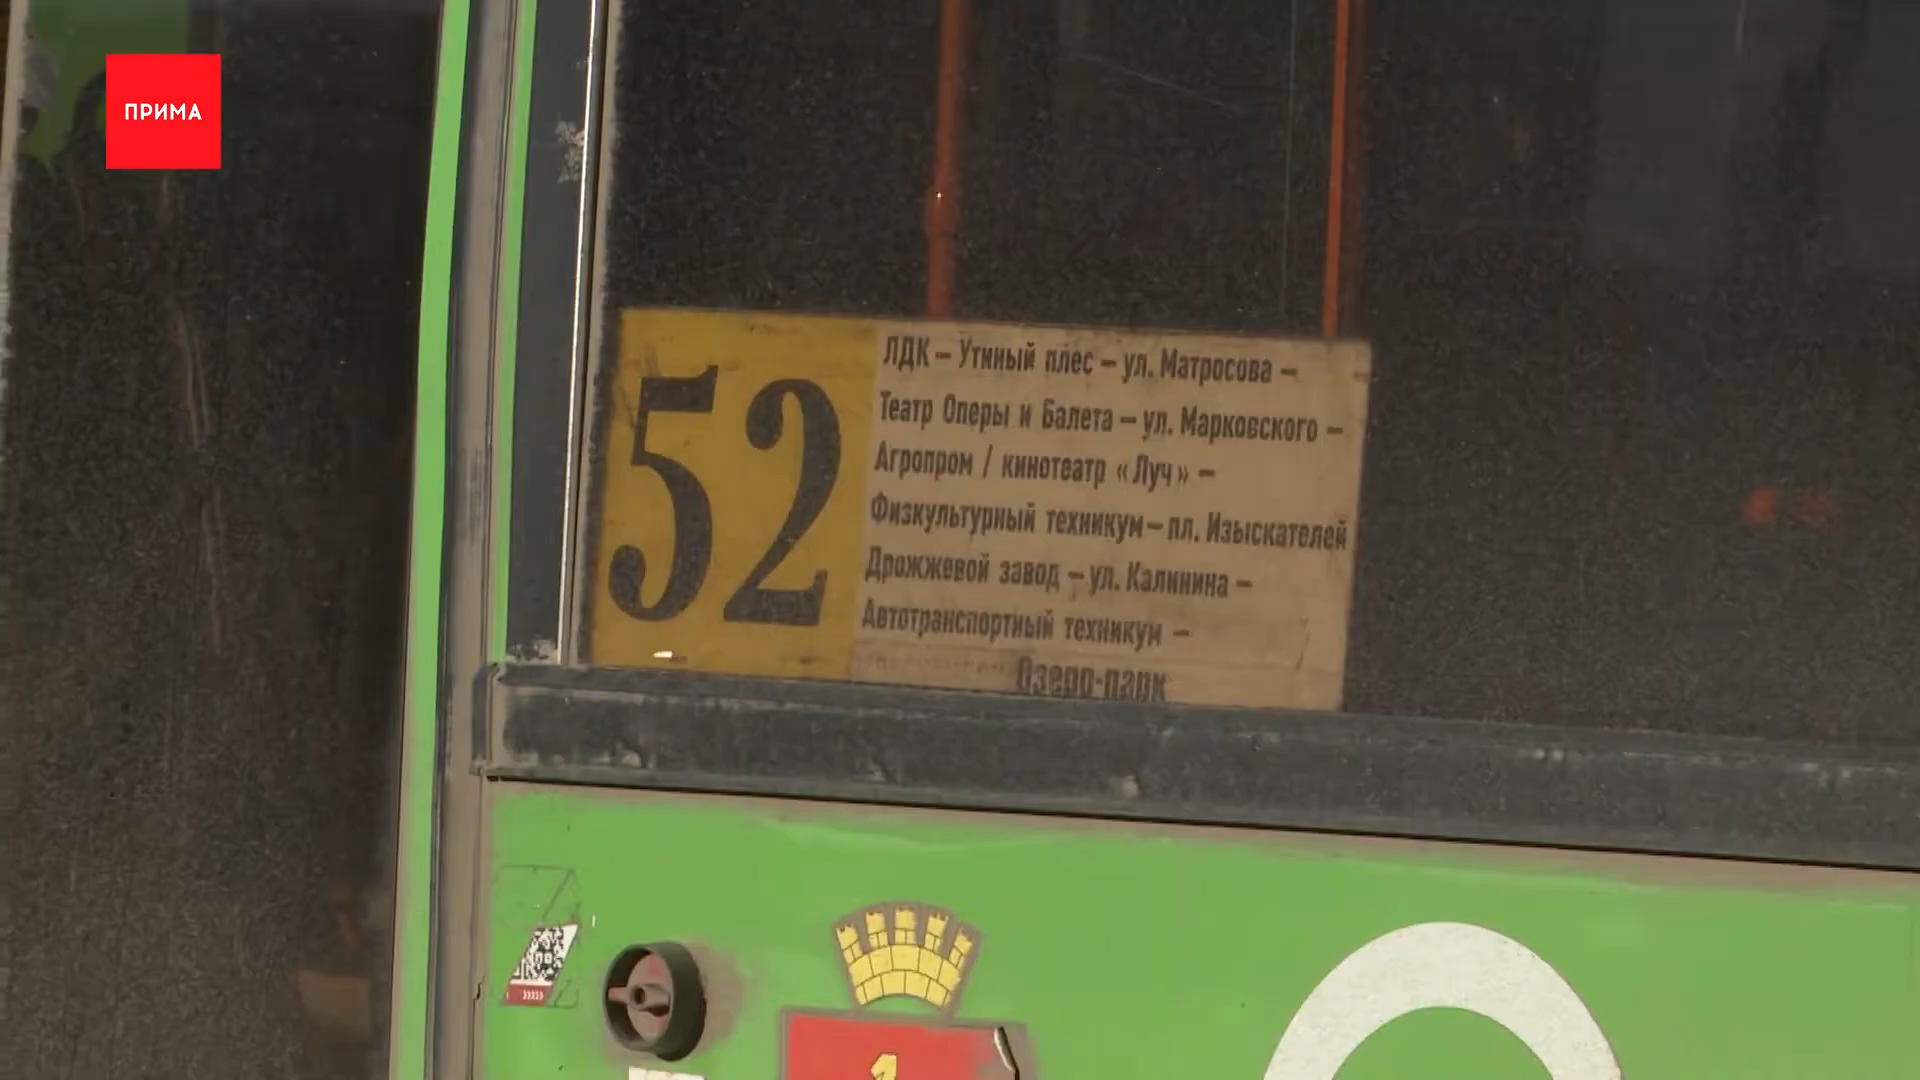 ПРИМА
52
ЛДК – Утиный плёс – ул. Матросова –
Театр Оперы и Балета – ул. Марковского –
Агропром / кинотеатр «Луч» –
Физкультурный техникум – пл. Изыскателей
Дрожжевой завод – ул. Калинина –
Автотранспортный техникум –
Озеро-парк